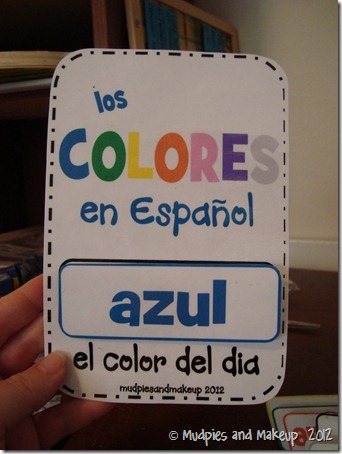 los
COLORES
en Español
azul
el color del dia
mudpiesandmakeup 2012
© Mudpies and Makeup 2012